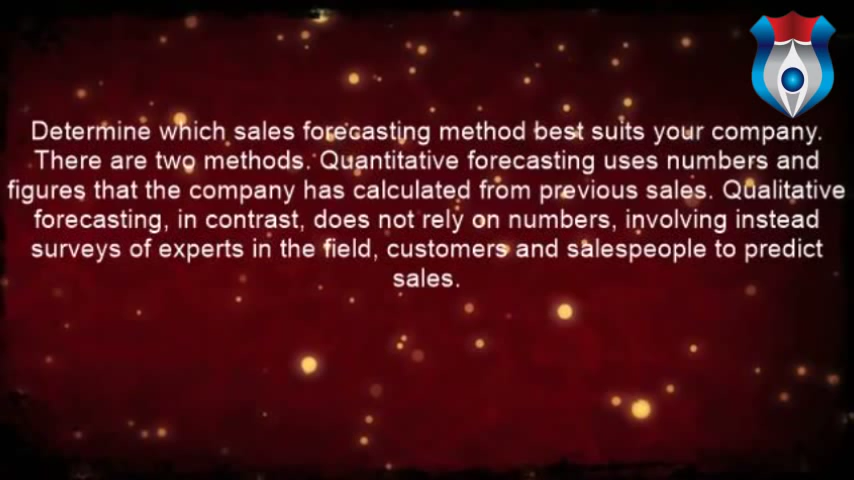 Determine which sales forecasting method best suits your company.
There are two methods. Quantitative forecasting uses numbers and
figures that the company has calculated from previous sales. Qualitative
forecasting, in contrast, does not rely on numbers, involving instead
surveys of experts in the field, customers and salespeople to predict
sales.